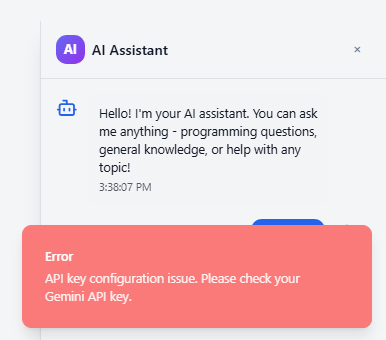 AI AI Assistant ×
Hello! I'm your AI assistant. You can ask
me anything - programming questions,
general knowledge, or help with any
topic!
3:38:07 PM
Error
API key configuration issue. Please check your
Gemini API key.